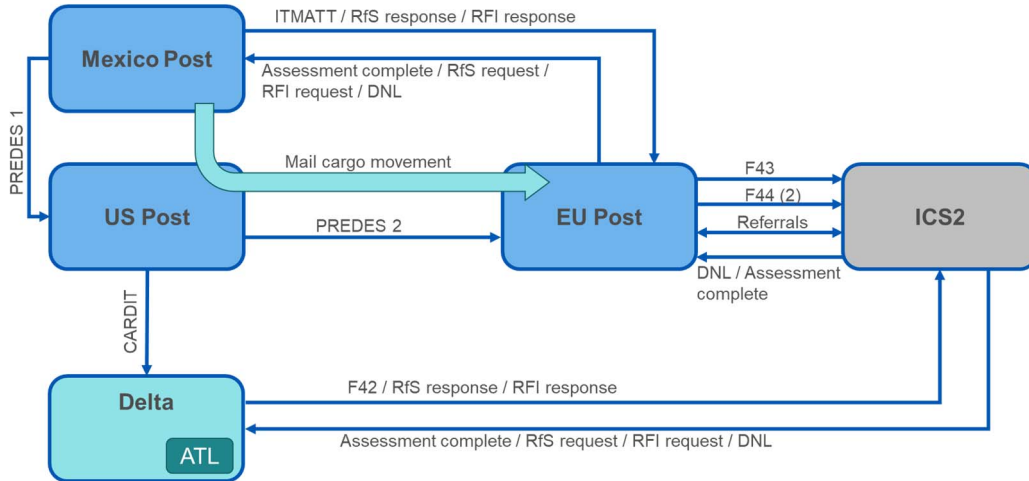 ITMATT / RfS response / RFI response
Mexico Post
Assessment complete / RfS request /
RFI request / DNL
PREDES 1
Mail cargo movement
US Post
PREDES 2
EU Post
F43
F44 (2)
Referrals
ICS2
DNL / Assessment
complete
CARDIT
Delta
ATL
F42 / RfS response / RFI response
Assessment complete / RfS request / RFI request / DNL